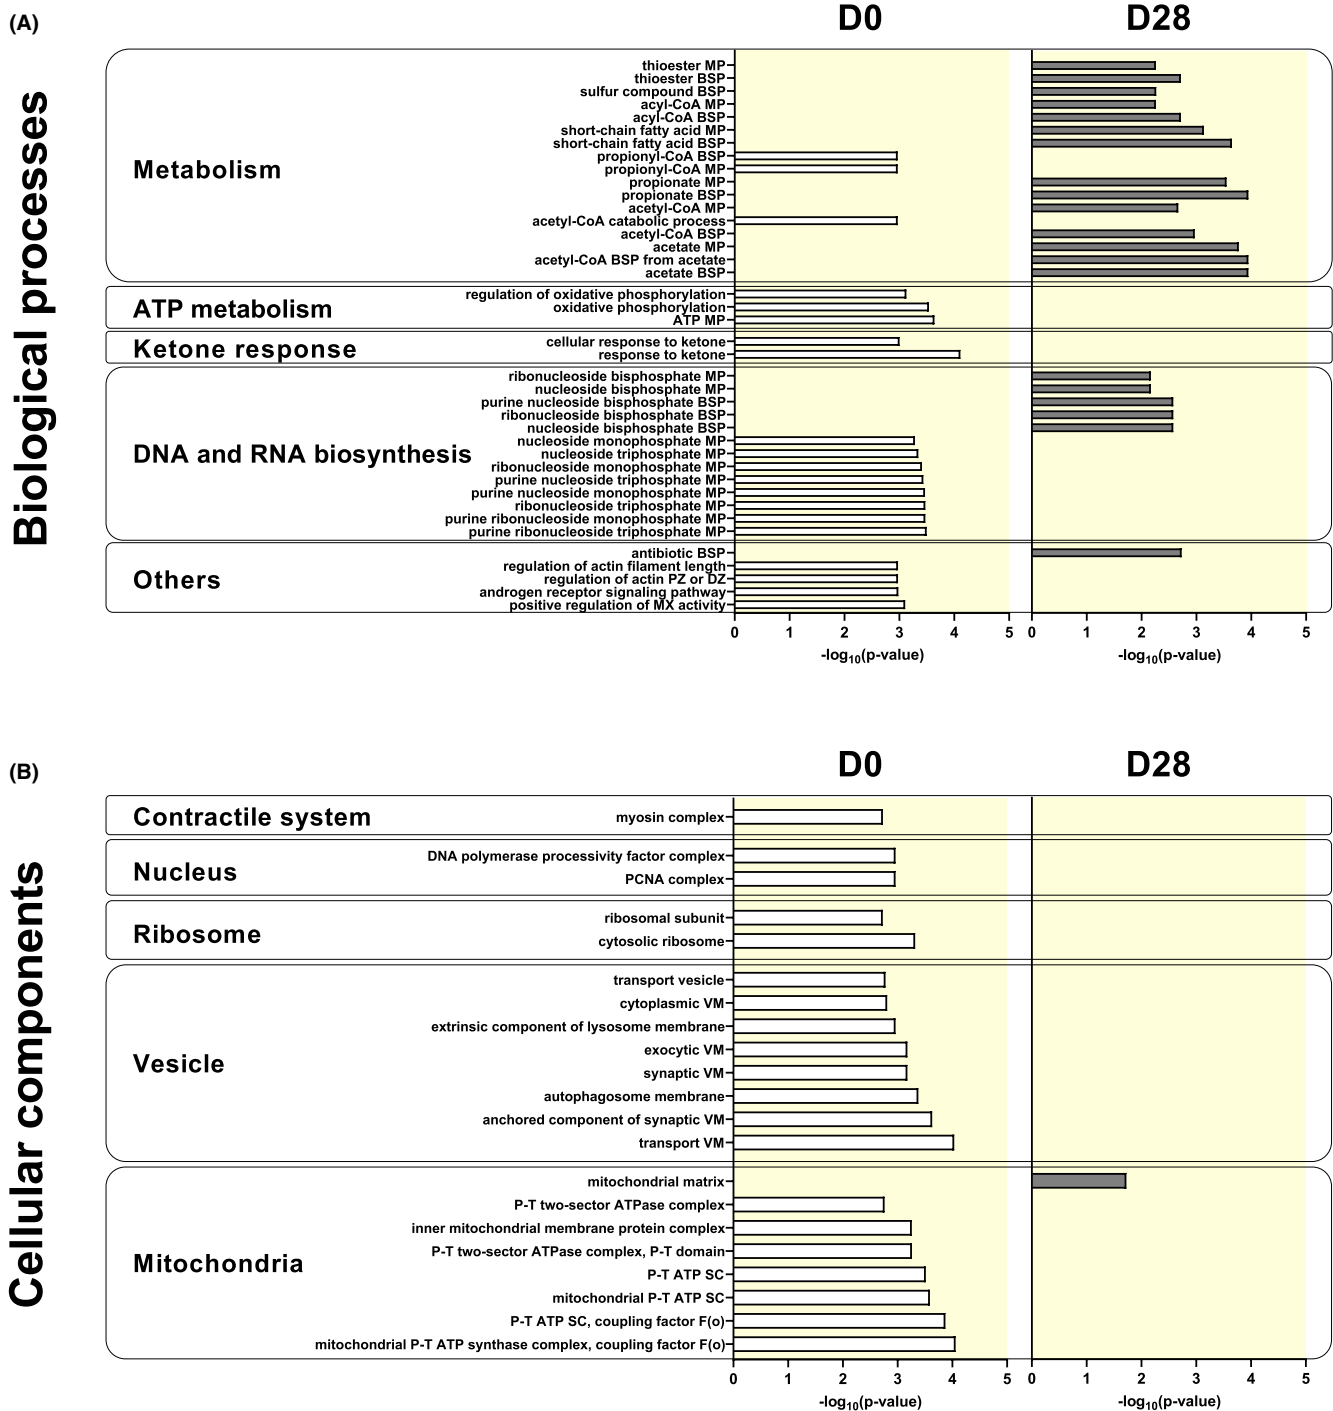 (A)
D0
D28
Biological processes
Metabolism
thioester MP
thioester BSP
sulfur compound BSP
acyl-CoA MP
acyl-CoA BSP
short-chain fatty acid MP
short-chain fatty acid BSP
propionyl-CoA BSP
propionyl-CoA MP
propionate MP
propionate BSP
acetyl-CoA MP
acetyl-CoA catabolic process
acetyl-CoA BSP
acetate MP
acetyl-CoA BSP from acetate
acetate BSP
ATP metabolism
regulation of oxidative phosphorylation
oxidative phosphorylation
ATP MP
Ketone response
cellular response to ketone
response to ketone
DNA and RNA biosynthesis
ribonucleoside bisphosphate MP
nucleoside bisphosphate MP
purine nucleoside bisphosphate BSP
ribonucleoside bisphosphate BSP
nucleoside bisphosphate BSP
nucleoside monophosphate MP
nucleoside triphosphate MP
ribonucleoside monophosphate MP
purine nucleoside triphosphate MP
purine nucleoside monophosphate MP
ribonucleoside triphosphate MP
purine ribonucleoside monophosphate MP
purine ribonucleoside triphosphate MP
Others
antibiotic BSP
regulation of actin filament length
regulation of actin PZ or DZ
androgen receptor signaling pathway
positive regulation of MX activity
0 1 2 3 4 5
0 1 2 3 4 5
-log10(p-value)
-log10(p-value)
(B)
D0
D28
Cellular components
Contractile system
myosin complex
Nucleus
DNA polymerase processivity factor complex
PCNA complex
Ribosome
ribosomal subunit
cytosolic ribosome
Vesicle
transport vesicle
cytoplasmic VM
extrinsic component of lysosome membrane
exocytic VM
synaptic VM
autophagosome membrane
anchored component of synaptic VM
transport VM
Mitochondria
mitochondrial matrix
P-T two-sector ATPase complex
inner mitochondrial membrane protein complex
P-T two-sector ATPase complex, P-T domain
P-T ATP SC
mitochondrial P-T ATP SC
P-T ATP SC, coupling factor F(o)
mitochondrial P-T ATP synthase complex, coupling factor F(o)
0 1 2 3 4 5
0 1 2 3 4 5
-log10(p-value)
-log10(p-value)